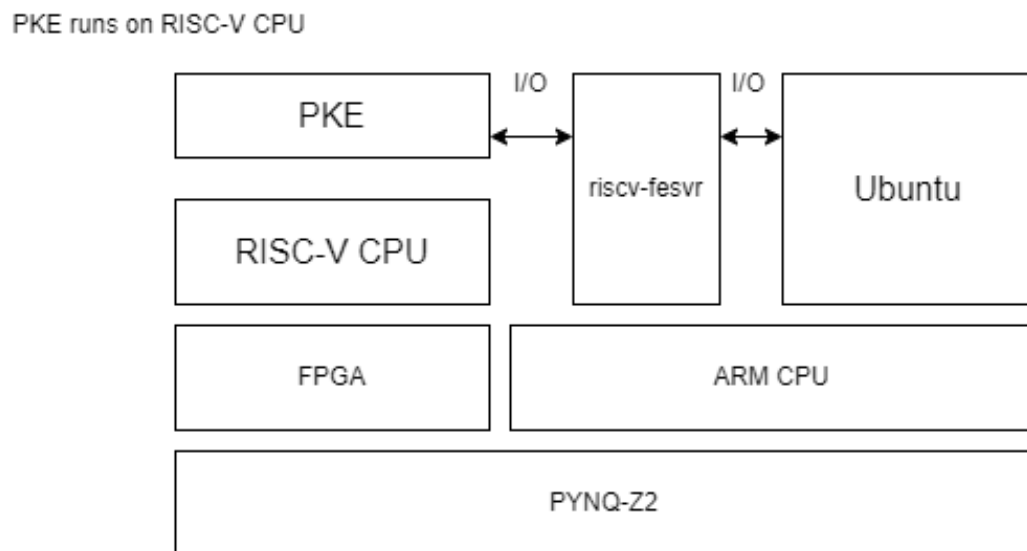 PKE runs on RISC-V CPU
I/O
I/O
PKE
riscv-fesvr
Ubuntu
RISC-V CPU
FPGA
ARM CPU
PYNQ-Z2